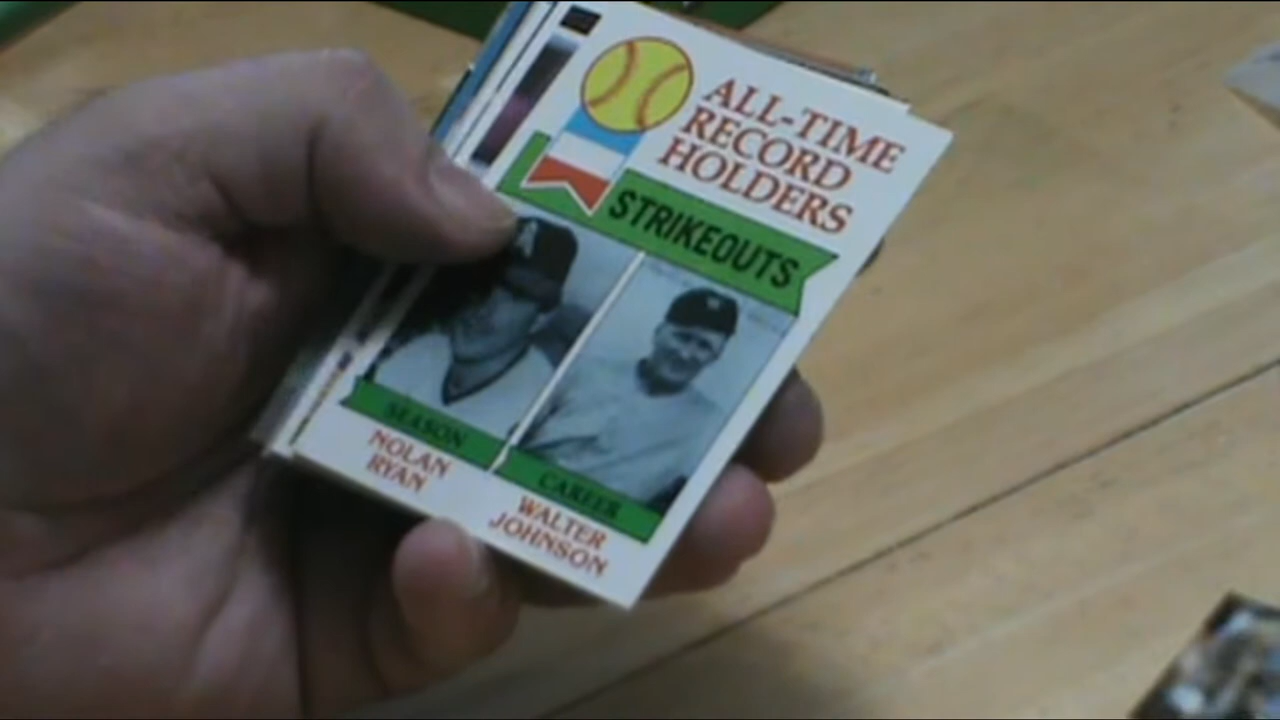 ALL-TIME
RECORD
HOLDERS
STRIKEOUTS
A
SEASON
CAREER
NOLAN
RYAN
WALTER
JOHNSON